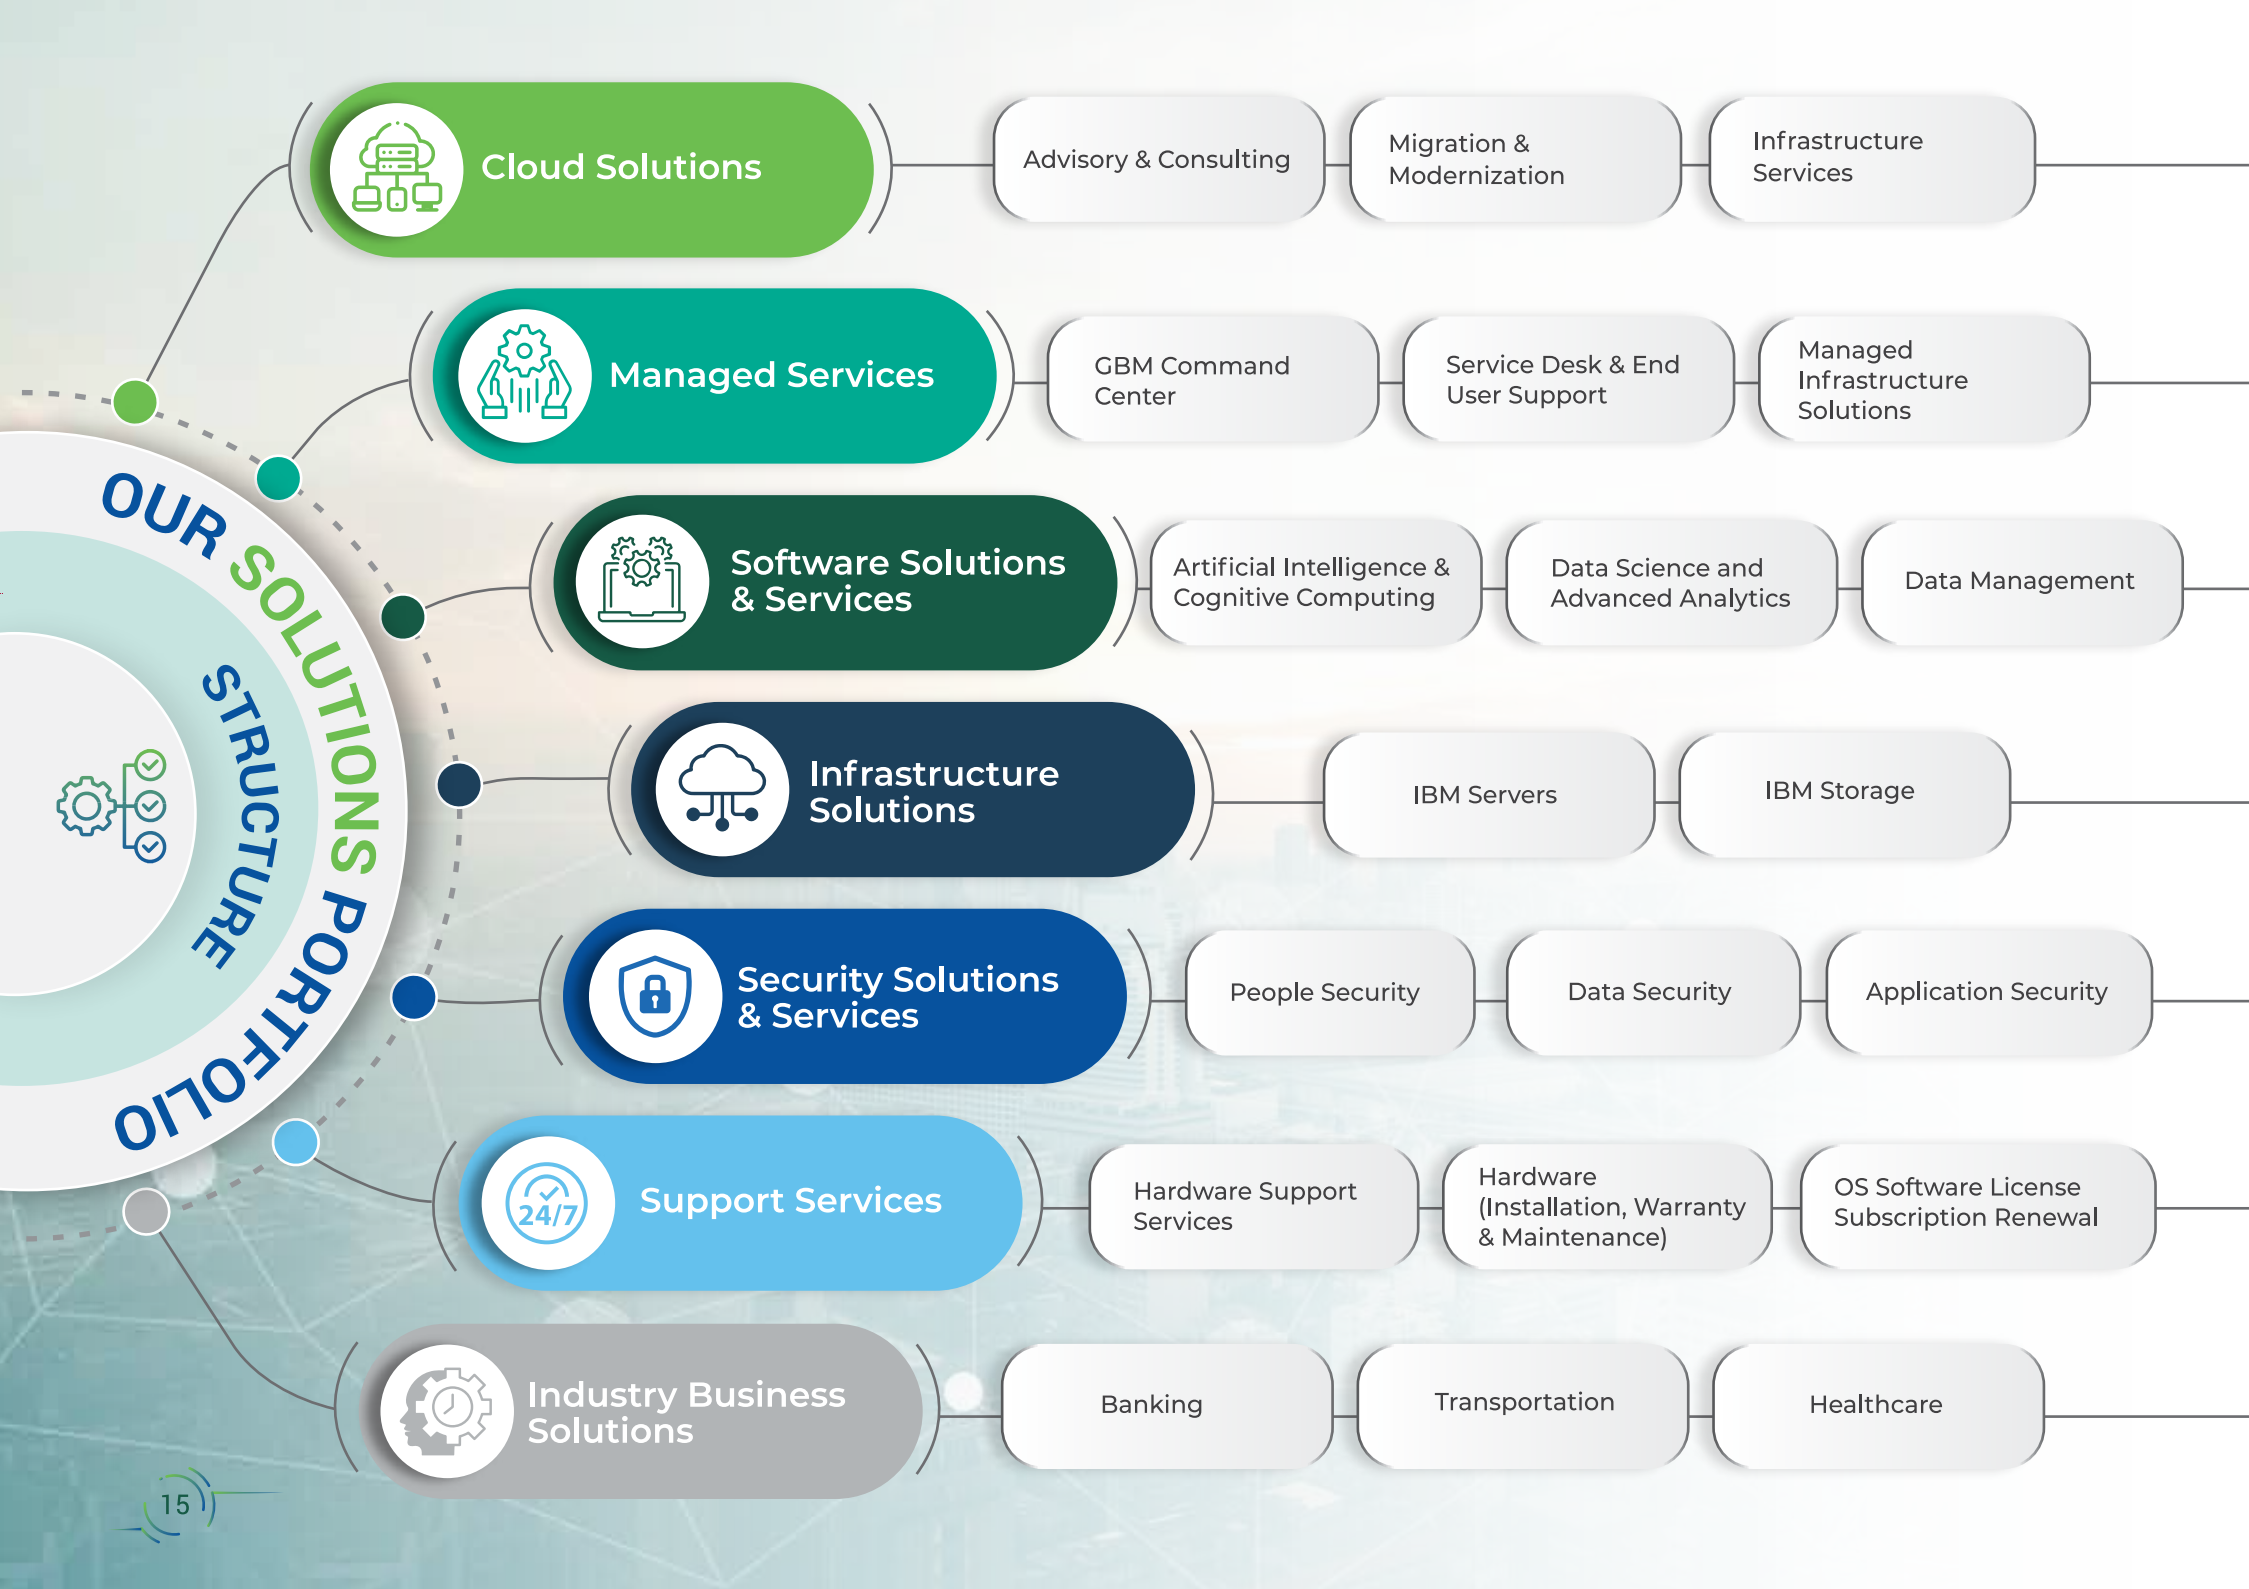 OUR SOLUTIONS PORTFOLIO
STRUCTURE
Cloud Solutions
Advisory & Consulting
Migration &
Modernization
Infrastructure
Services
Managed Services
GBM Command
Center
Service Desk & End
User Support
Managed
Infrastructure
Solutions
Software Solutions
& Services
Artificial Intelligence &
Cognitive Computing
Data Science and
Advanced Analytics
Data Management
Infrastructure
Solutions
IBM Servers
IBM Storage
Security Solutions
& Services
People Security
Data Security
Application Security
24/7
Support Services
Hardware Support
Services
Hardware
(Installation, Warranty
& Maintenance)
OS Software License
Subscription Renewal
Industry Business
Solutions
Banking
Transportation
Healthcare
15